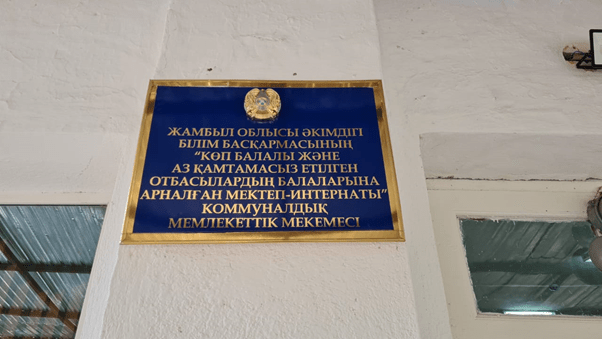 ЖАМБЫЛ ОБЛЫСЫ ӘКІМДІГІ
БІЛІМ БАСҚАРМАСЫНЫҢ
"КӨП БАЛАЛЫ ЖӘНЕ
АЗ ҚАМТАМАСЫЗ ЕТІЛГЕН
ОТБАСЫЛАРДЫҢ БАЛАЛАРЫНА
АРНАЛҒАН МЕКТЕП-ИНТЕРНАТЫ"
КОММУНАЛДЫҚ
МЕМЛЕКЕТТІК МЕКЕМЕСІ